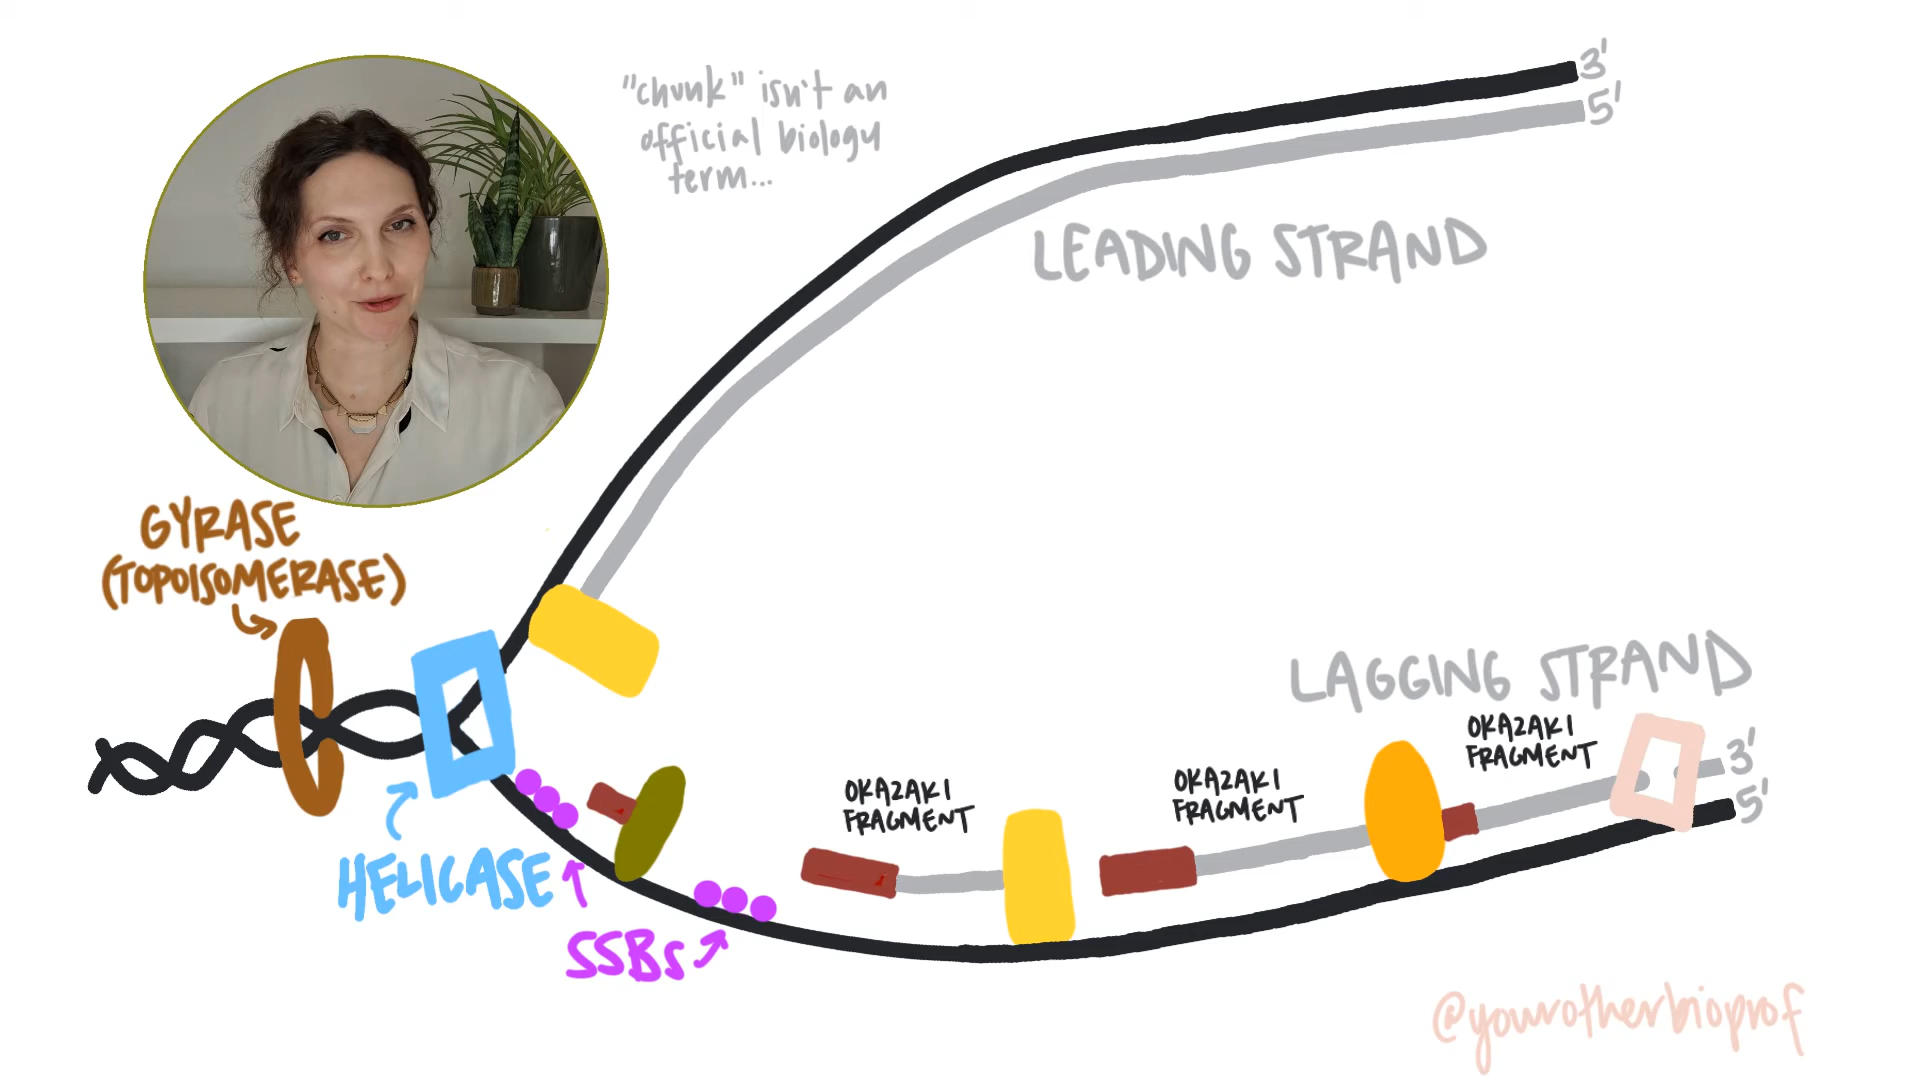 "chunk" isn't an
official biology
term...
3'
5'
LEADING STRAND
GYRASE
(TOPOISOMERASE)
HELICASE
SSBs
LAGGING STRAND
OKAZAKI
FRAGMENT
OKAZAKI
FRAGMENT
OKAZAKI
FRAGMENT
3'
5'
@yourotherbioprof